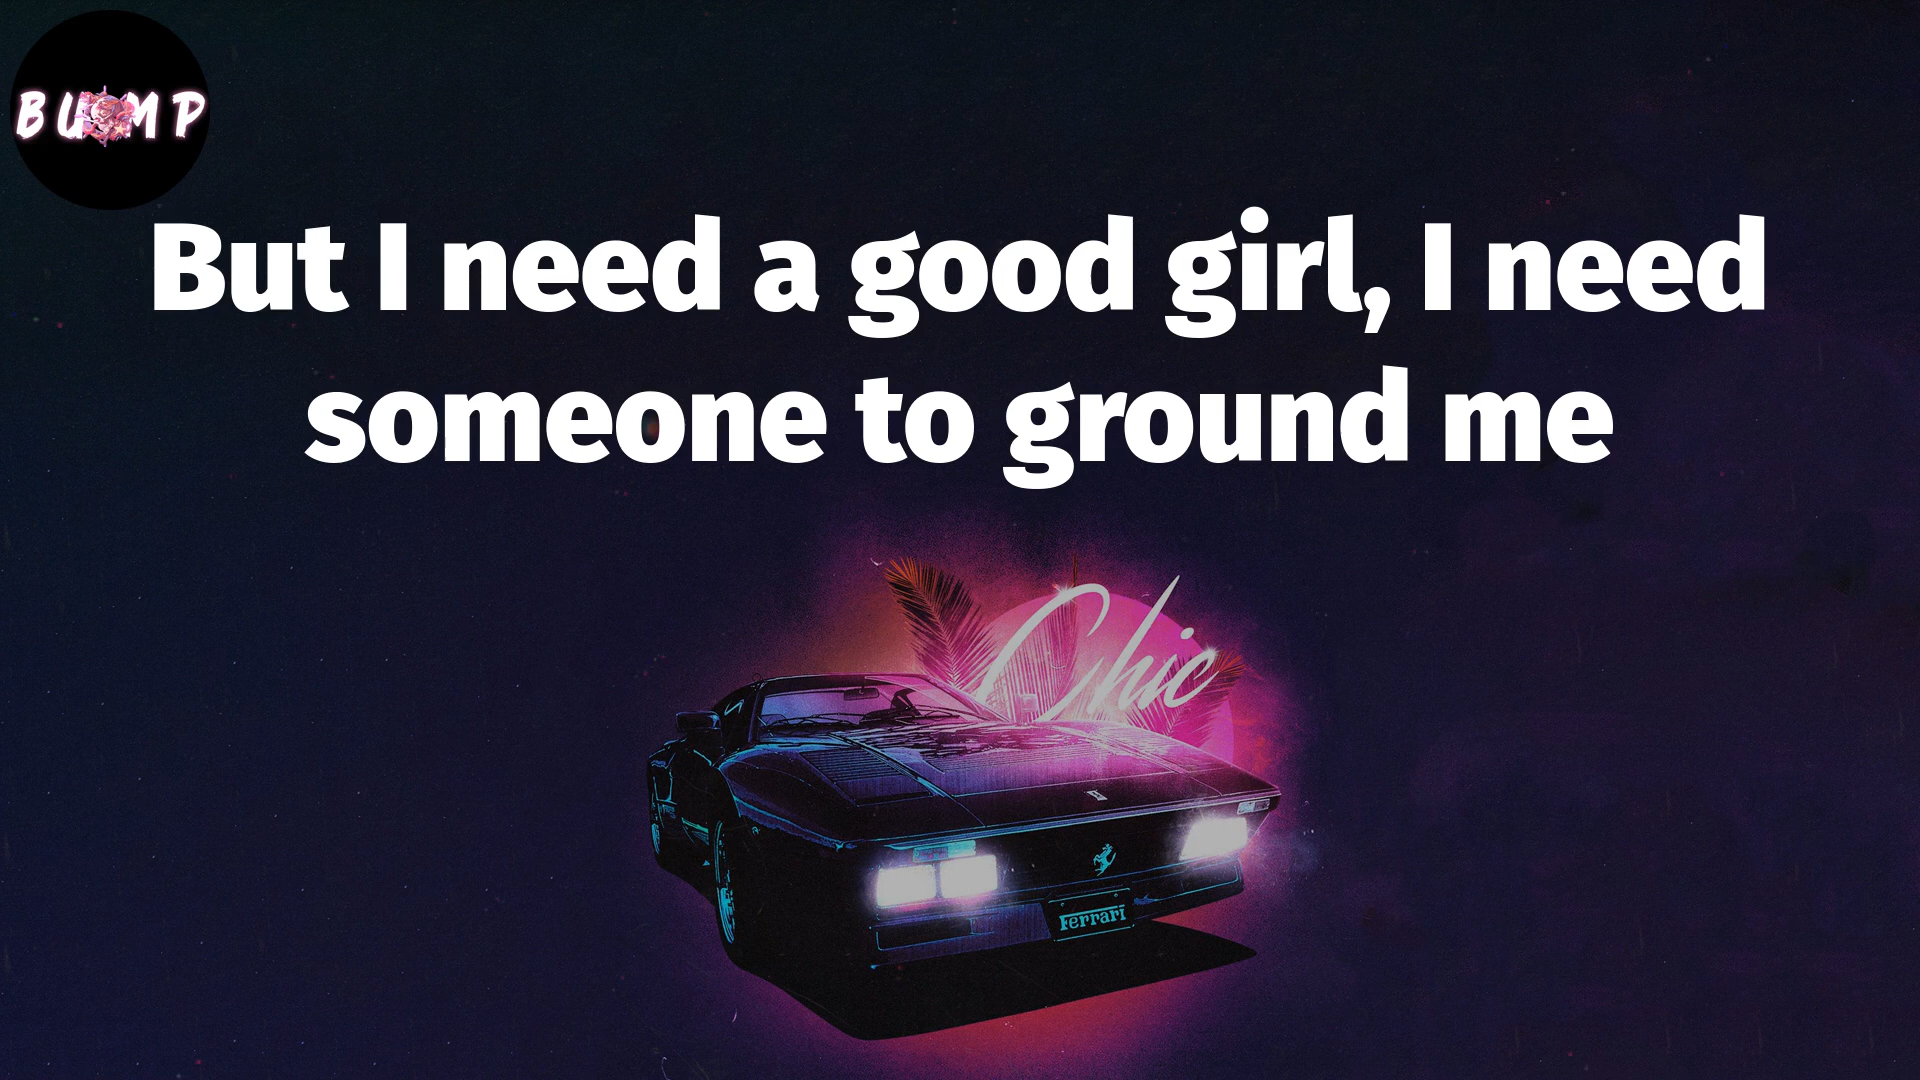 BUMP
But I need a good girl, I need
someone to ground me
Chic
Ferrari